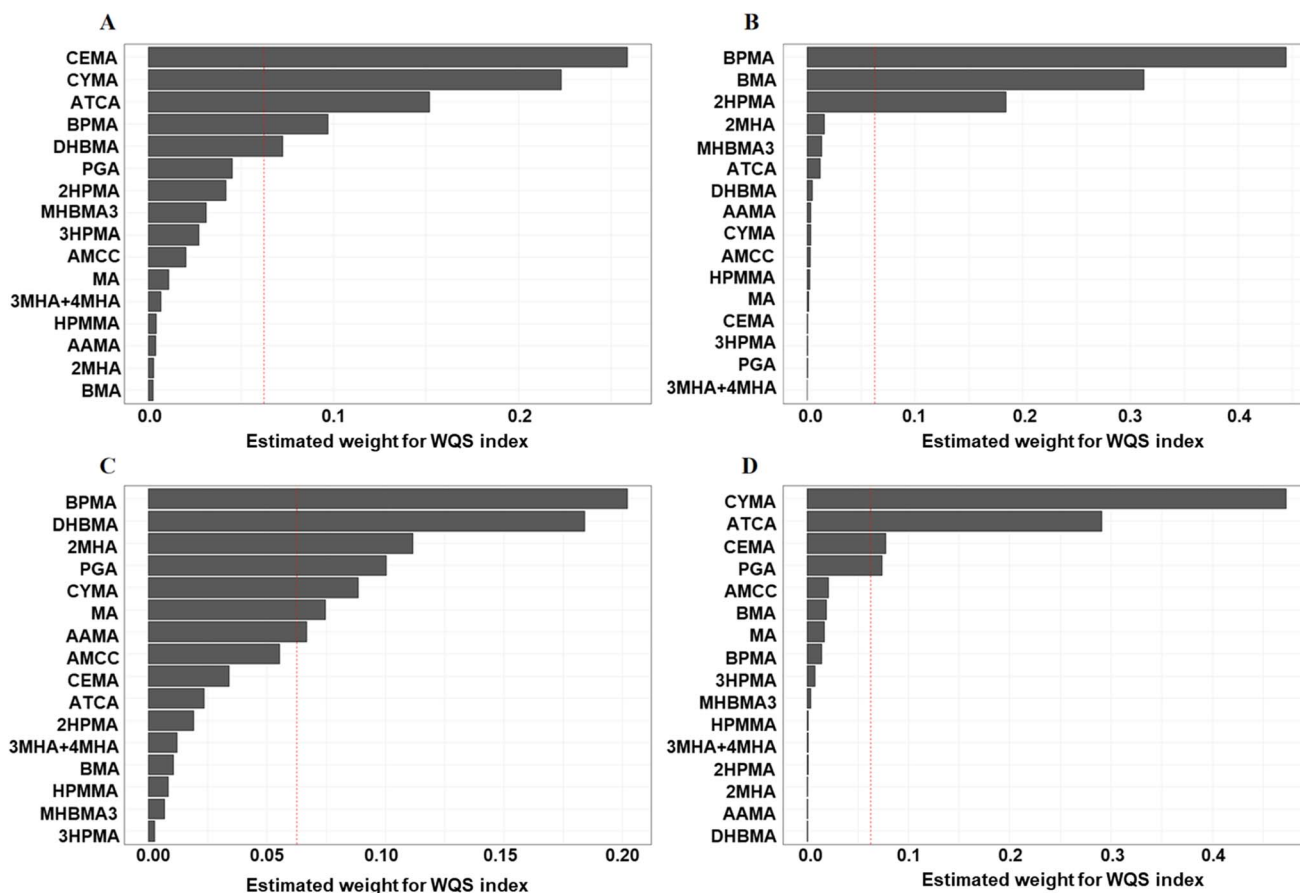 A
CEMA
CYMA
ATCA
BPMA
DHBMA
PGA
2HPMA
MHBMA3
3HPMA
AMCC
MA
3MHA+4MHA
HPMMA
AAMA
2MHA
BMA
0.0 0.1 0.2
Estimated weight for WQS index
B
BPMA
BMA
2HPMA
2MHA
MHBMA3
ATCA
DHBMA
AAMA
CYMA
AMCC
HPMMA
MA
CEMA
3HPMA
PGA
3MHA+4MHA
0.0 0.1 0.2 0.3 0.4
Estimated weight for WQS index
C
BPMA
DHBMA
2MHA
PGA
CYMA
MA
AAMA
AMCC
CEMA
ATCA
2HPMA
3MHA+4MHA
BMA
HPMMA
MHBMA3
3HPMA
0.00 0.05 0.10 0.15 0.20
Estimated weight for WQS index
D
CYMA
ATCA
CEMA
PGA
AMCC
BMA
MA
BPMA
3HPMA
MHBMA3
HPMMA
3MHA+4MHA
2HPMA
2MHA
AAMA
DHBMA
0.0 0.1 0.2 0.3 0.4
Estimated weight for WQS index